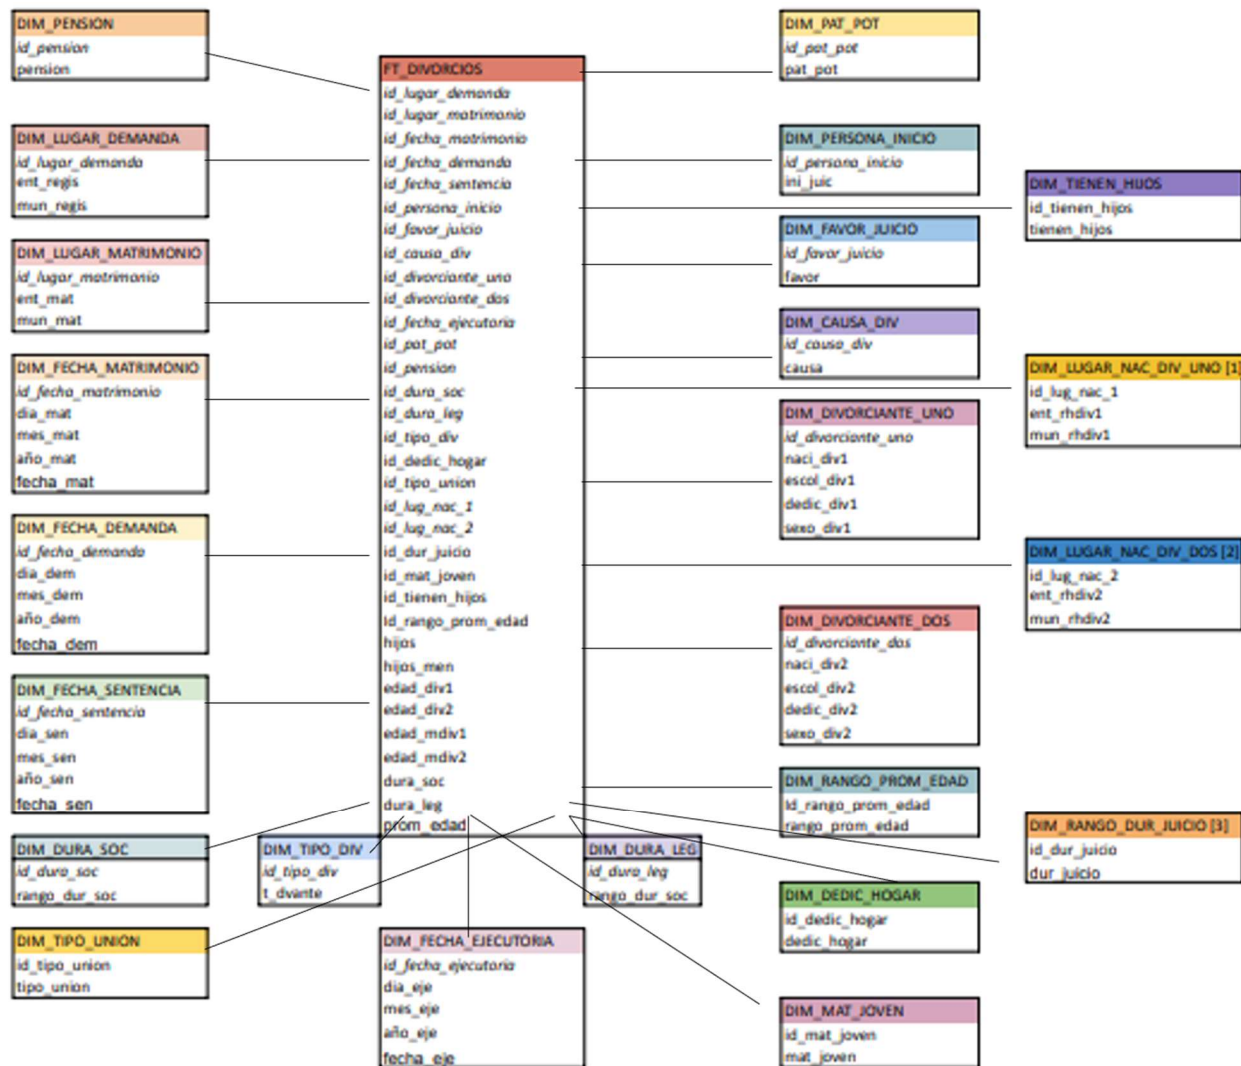 DIM_PENSION
id_pension
pension
DIM_LUGAR_DEMANDA
id_lugar_demanda
ent_regis
mun_regis
DIM_LUGAR_MATRIMONIO
id_lugar_matrimonio
ent_mat
mun_mat
DIM_FECHA_MATRIMONIO
id_fecha_matrimonio
dia_mat
mes_mat
año_mat
fecha_mat
DIM_FECHA_DEMANDA
id_fecha_demanda
dia_dem
mes_dem
año_dem
fecha_dem
DIM_FECHA_SENTENCIA
id_fecha_sentencia
dia_sen
mes_sen
año_sen
fecha_sen
DIM_DURA_SOC
id_dura_soc
rango_dur_soc
DIM_TIPO_UNION
id_tipo_union
tipo_union
FT_DIVORCIOS
id_lugar_demanda
id_lugar_matrimonio
id_fecha_matrimonio
id_fecha_demanda
id_fecha_sentencia
id_persona_inicio
id_favor_juicio
id_causa_div
id_divorciante_uno
id_divorciante_dos
id_fecha_ejecutoria
id_pat_pot
id_pension
id_dura_soc
id_dura_leg
id_tipo_div
id_dedic_hogar
id_tipo_union
id_lug_nac_1
id_lug_nac_2
id_dur_juicio
id_mat_joven
id_tienen_hijos
Id_rango_prom_edad
hijos
hijos_men
edad_div1
edad_div2
edad_mdiv1
edad_mdiv2
dura_soc
dura_leg
prom_edad
DIM_TIPO_DIV
id_tipo_div
t_dvante
DIM_DURA_LEG
id_dura_leg
rango_dur_soc
DIM_FECHA_EJECUTORIA
id_fecha_ejecutoria
dia_eje
mes_eje
año_eje
fecha_eje
DIM_PAT_POT
id_pat_pot
pat_pot
DIM_PERSONA_INICIO
id_persona_inicio
ini_juic
DIM_FAVOR_JUICIO
id_favor_juicio
favor
DIM_CAUSA_DIV
id_causa_div
causa
DIM_DIVORCIANTE_UNO
id_divorciante_uno
naci_div1
escol_div1
dedic_div1
sexo_div1
DIM_DIVORCIANTE_DOS
id_divorciante_dos
naci_div2
escol_div2
dedic_div2
sexo_div2
DIM_RANGO_PROM_EDAD
Id_rango_prom_edad
rango_prom_edad
DIM_DEDIC_HOGAR
id_dedic_hogar
dedic_hogar
DIM_MAT_JOVEN
id_mat_joven
mat_joven
DIM_TIENEN_HIJOS
id_tienen_hijos
tienen_hijos
DIM_LUGAR_NAC_DIV_UNO [1]
id_lug_nac_1
ent_rhdiv1
mun_rhdiv1
DIM_LUGAR_NAC_DIV_DOS [2]
id_lug_nac_2
ent_rhdiv2
mun_rhdiv2
DIM_RANGO_DUR_JUICIO [3]
id_dur_juicio
dur_juicio